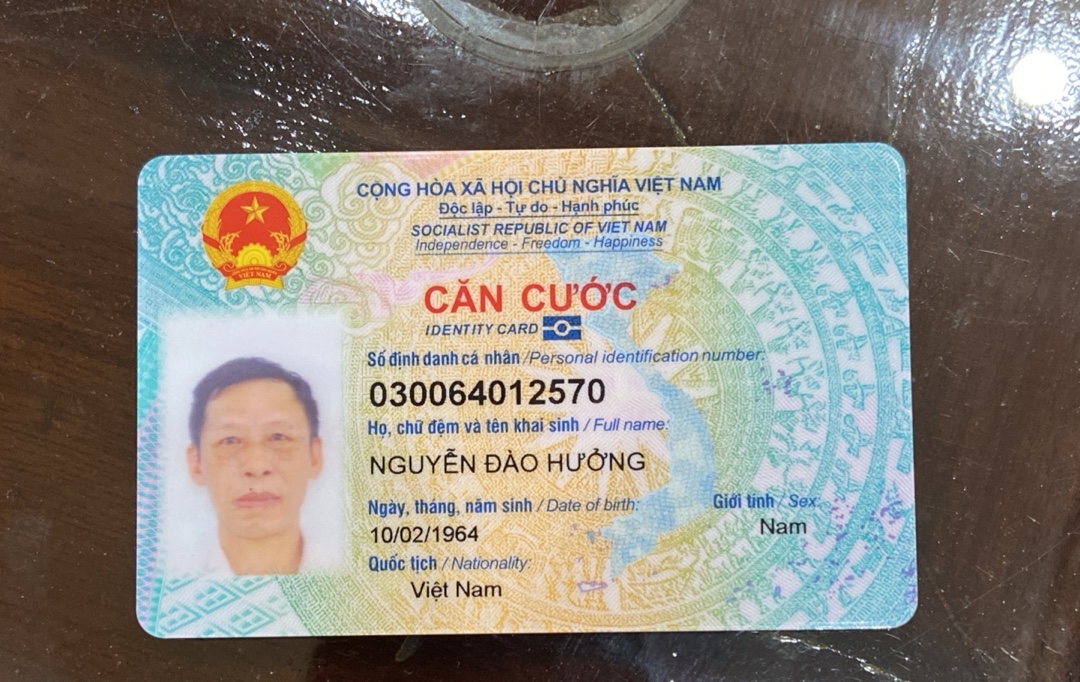 CỘNG HÒA XÃ HỘI CHỦ NGHĨA VIỆT NAM
Độc lập - Tự do - Hạnh phúc
SOCIALIST REPUBLIC OF VIET NAM
Independence - Freedom - Happiness
VIỆT NAM
CĂN CƯỚC
IDENTITY CARD
Số định danh cá nhân / Personal identification number:
030064012570
Họ, chữ đệm và tên khai sinh / Full name:
NGUYỄN ĐÀO HƯỞNG
Ngày, tháng, năm sinh / Date of birth: Giới tính / Sex:
10/02/1964 Nam
Quốc tịch / Nationality:
Việt Nam